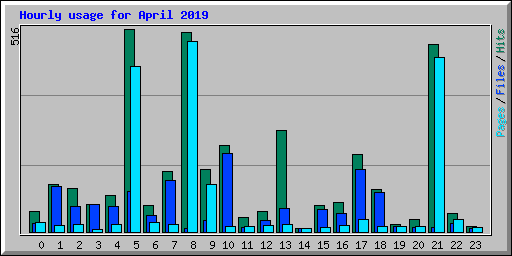 Hourly usage for April 2019
516
Pages / Files / Hits
0 1 2 3 4 5 6 7 8 9 10 11 12 13 14 15 16 17 18 19 20 21 22 23